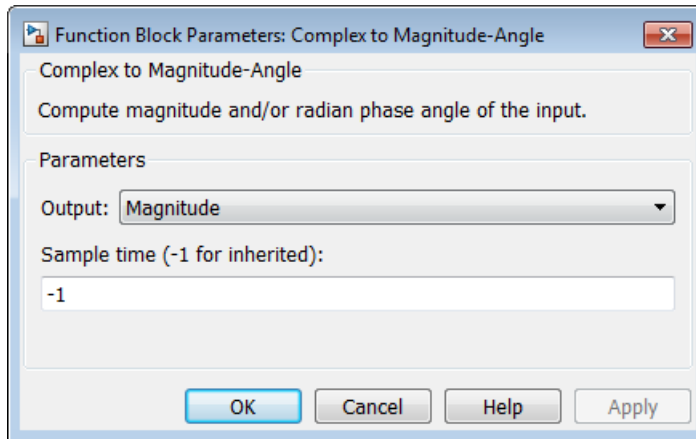 Function Block Parameters: Complex to Magnitude-Angle
Complex to Magnitude-Angle
Compute magnitude and/or radian phase angle of the input.
Parameters
Output: Magnitude
Sample time (-1 for inherited):
-1
OK Cancel Help Apply